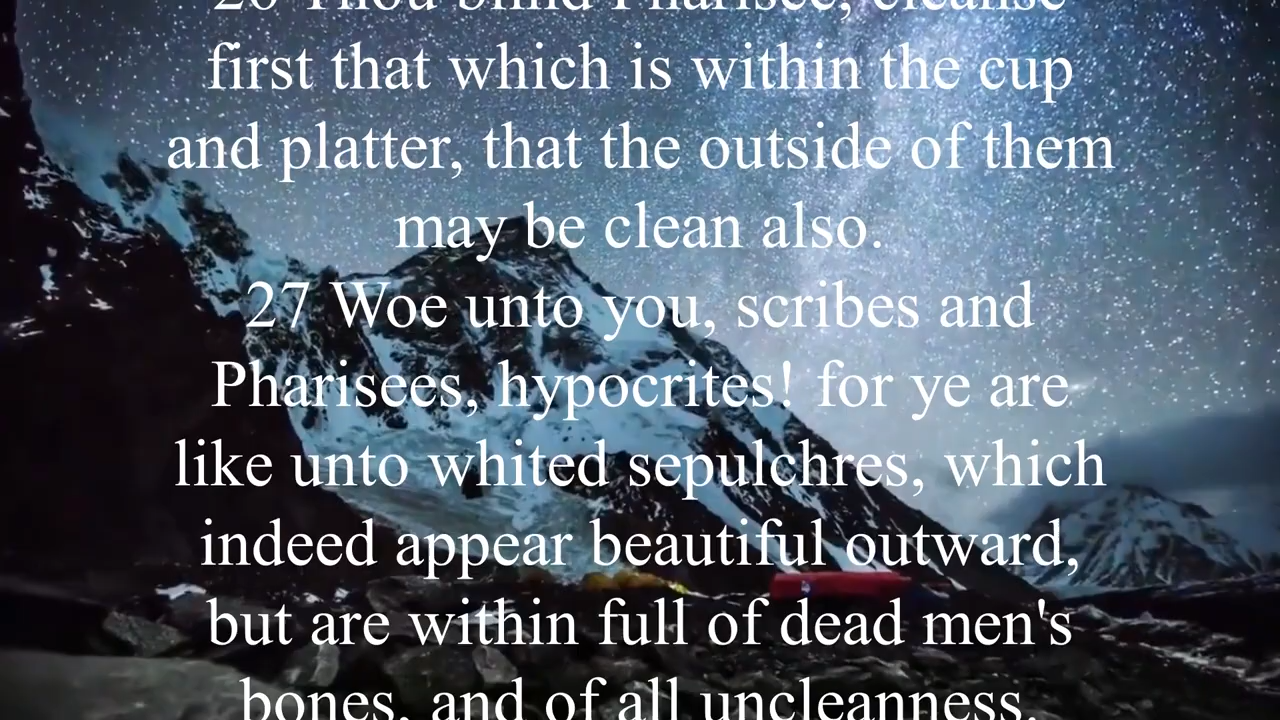 26 Thou blind Pharisee, cleanse
first that which is within the cup
and platter, that the outside of them
may be clean also.
27 Woe unto you, scribes and
Pharisees, hypocrites! for ye are
like unto whited sepulchres, which
indeed appear beautiful outward,
but are within full of dead men's
bones, and of all uncleanness.